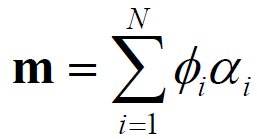 m = ∑_{i=1}^{N} ϕ_i α_i